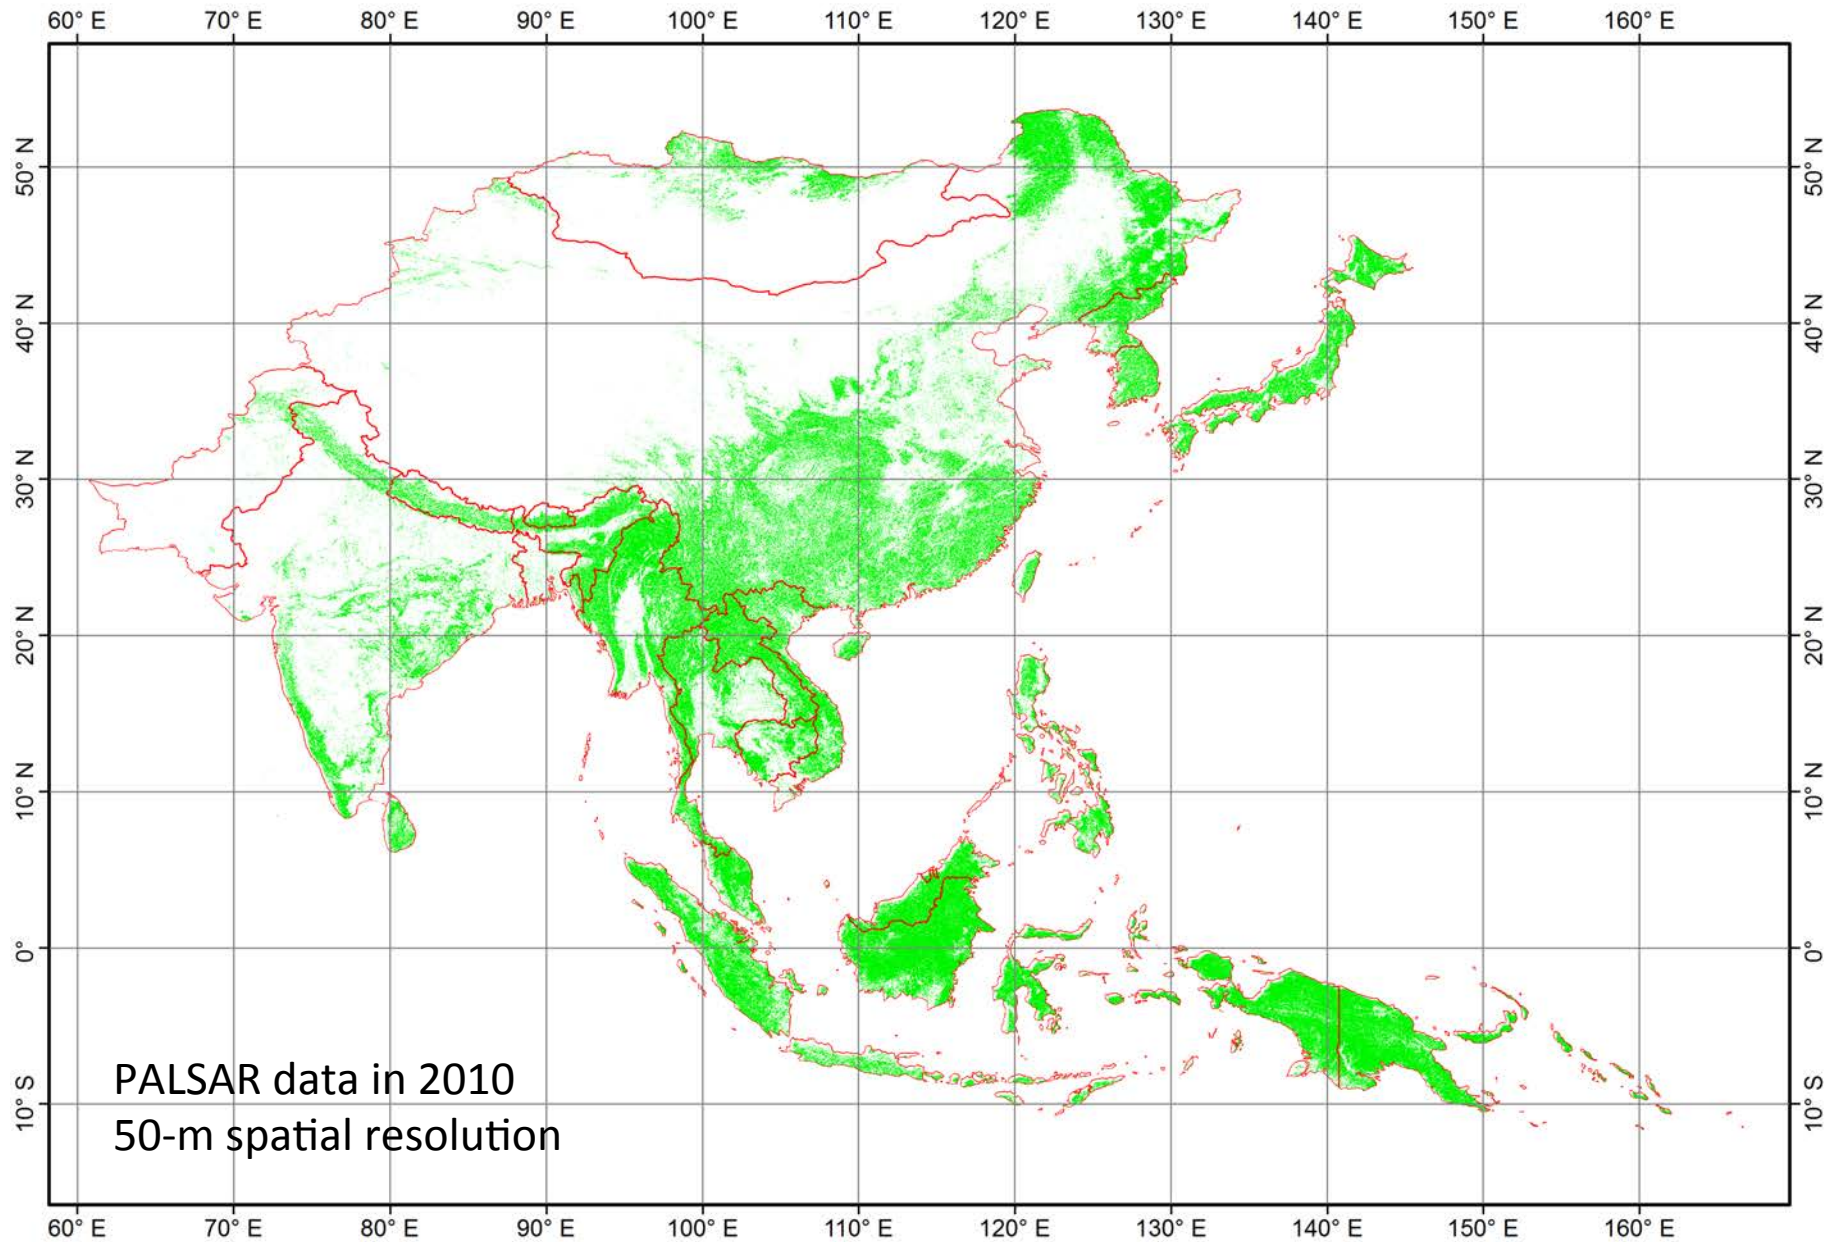 60° E 70° E 80° E 90° E 100° E 110° E 120° E 130° E 140° E 150° E 160° E
50° N 50° N
40° N 40° N
30° N 30° N
20° N 20° N
10° N 10° N
0° 0°
10° S 10° S
PALSAR data in 2010
50-m spatial resolution
60° E 70° E 80° E 90° E 100° E 110° E 120° E 130° E 140° E 150° E 160° E